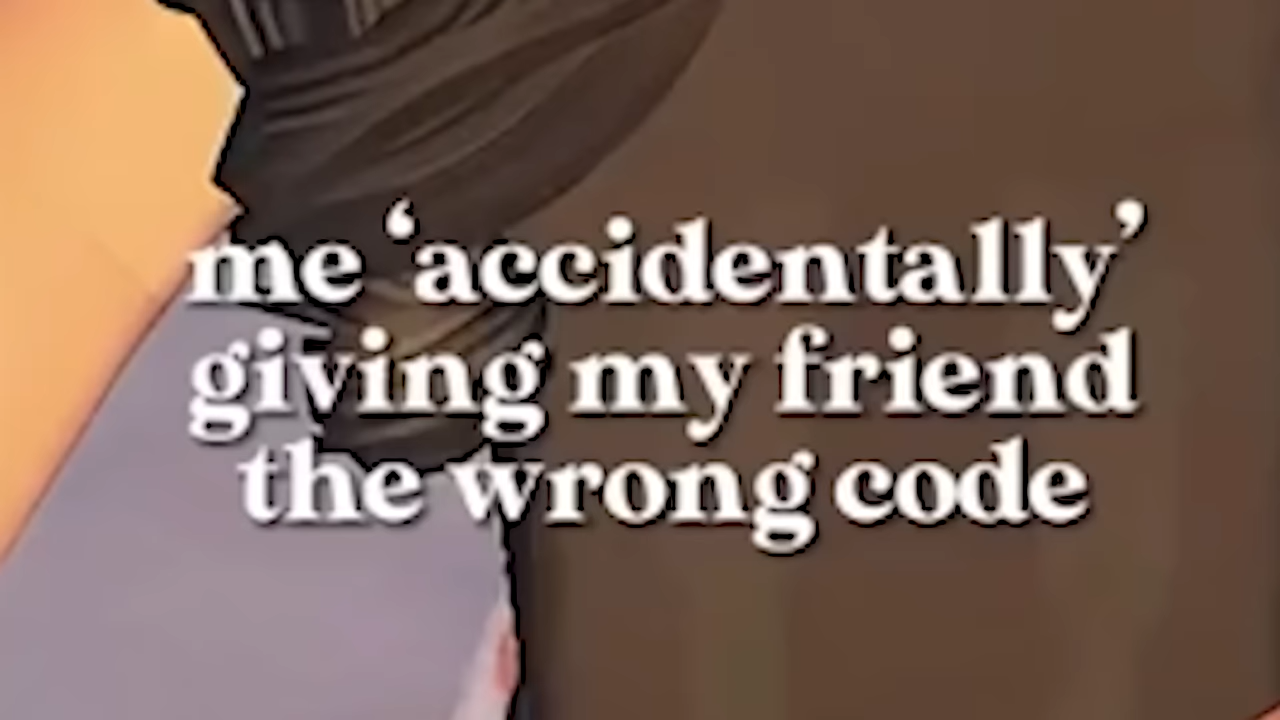 me ‘accidentally’
giving my friend
the wrong code